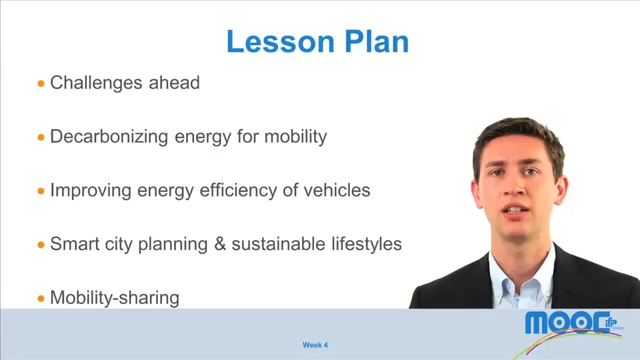 Lesson Plan
Challenges ahead
Decarbonizing energy for mobility
Improving energy efficiency of vehicles
Smart city planning & sustainable lifestyles
Mobility-sharing
MOOC
Week 4